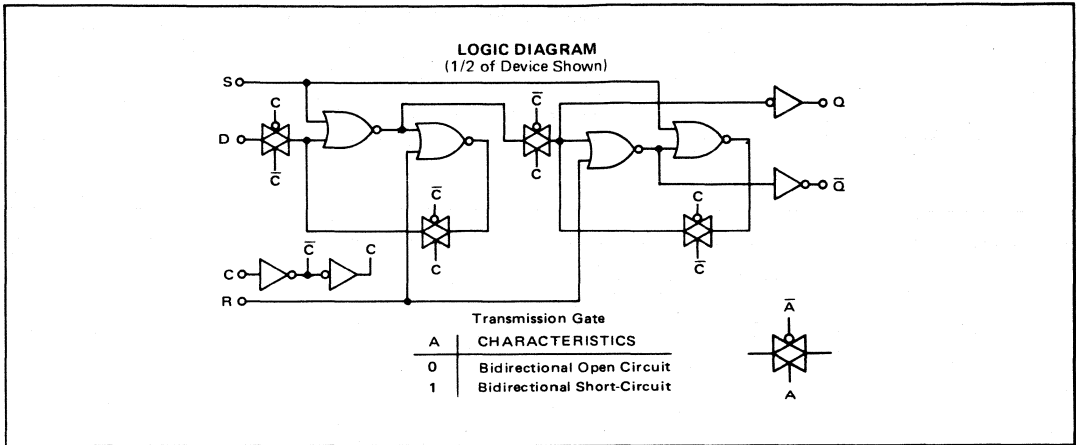 LOGIC DIAGRAM
(1/2 of Device Shown)
S
C
D
C̅
C̅
C
C̅
C
C
C̅
Q
Q̅
C
C̅
C
R
Transmission Gate
A CHARACTERISTICS
0 Bidirectional Open Circuit
1 Bidirectional Short-Circuit
A̅
A